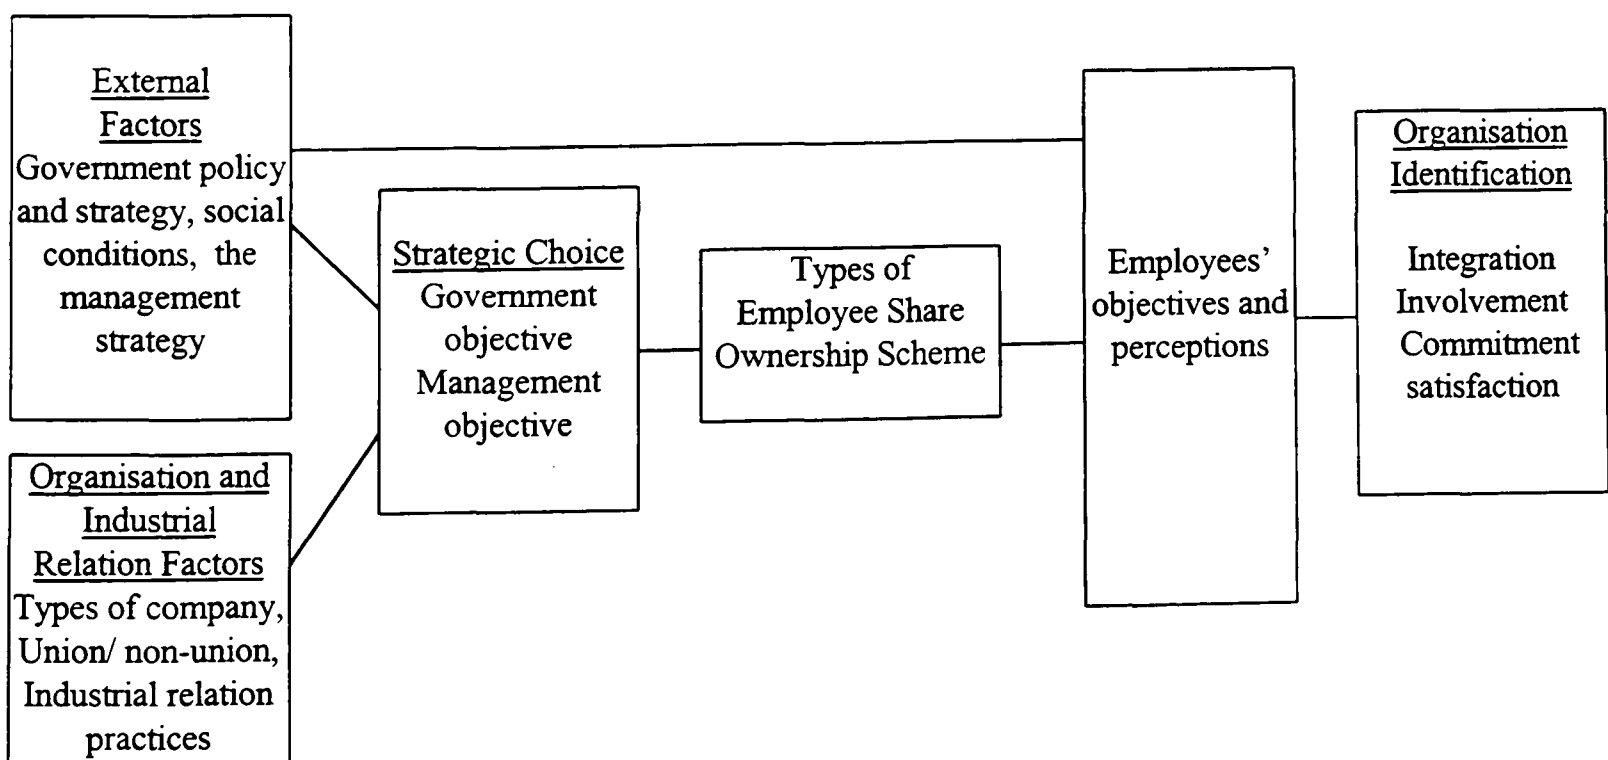 External
Factors
Government policy
and strategy, social
conditions, the
management
strategy
Organisation and
Industrial
Relation Factors
Types of company,
Union/ non-union,
Industrial relation
practices
Strategic Choice
Government
objective
Management
objective
Types of
Employee Share
Ownership Scheme
Employees’
objectives and
perceptions
Organisation
Identification
Integration
Involvement
Commitment
satisfaction